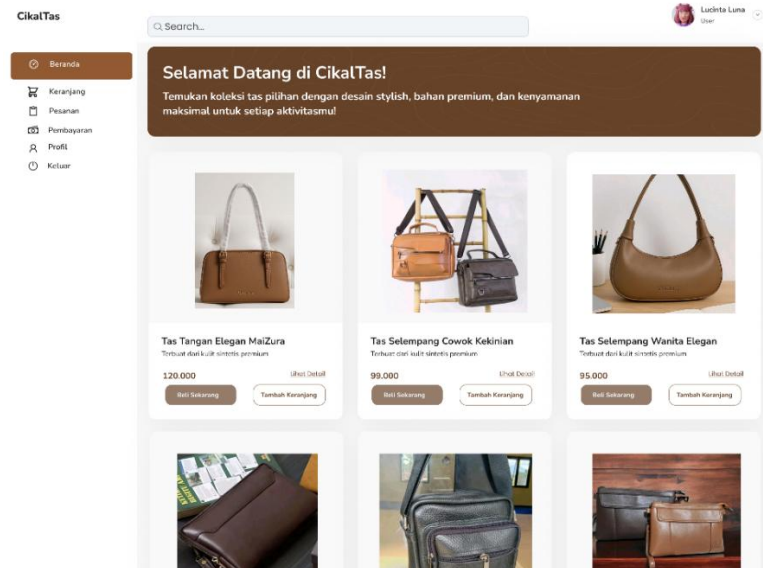 CikalTas
Search...
Lucinta Luna
User
Beranda
Keranjang
Pesanan
Pembayaran
Profil
Keluar
Selamat Datang di CikalTas!
Temukan koleksi tas pilihan dengan desain stylish, bahan premium, dan kenyamanan
maksimal untuk setiap aktivitasmu!
Tas Tangan Elegan MaiZura
Terbuat dari kulit sintetis premium
120.000
Lihat Detail
Beli Sekarang
Tambah Keranjang
Tas Selempang Cowok Kekinian
Terbuat dari kulit sintetis premium
99.000
Lihat Detail
Beli Sekarang
Tambah Keranjang
Tas Selempang Wanita Elegan
Terbuat dari kulit sintetis premium
95.000
Lihat Detail
Beli Sekarang
Tambah Keranjang